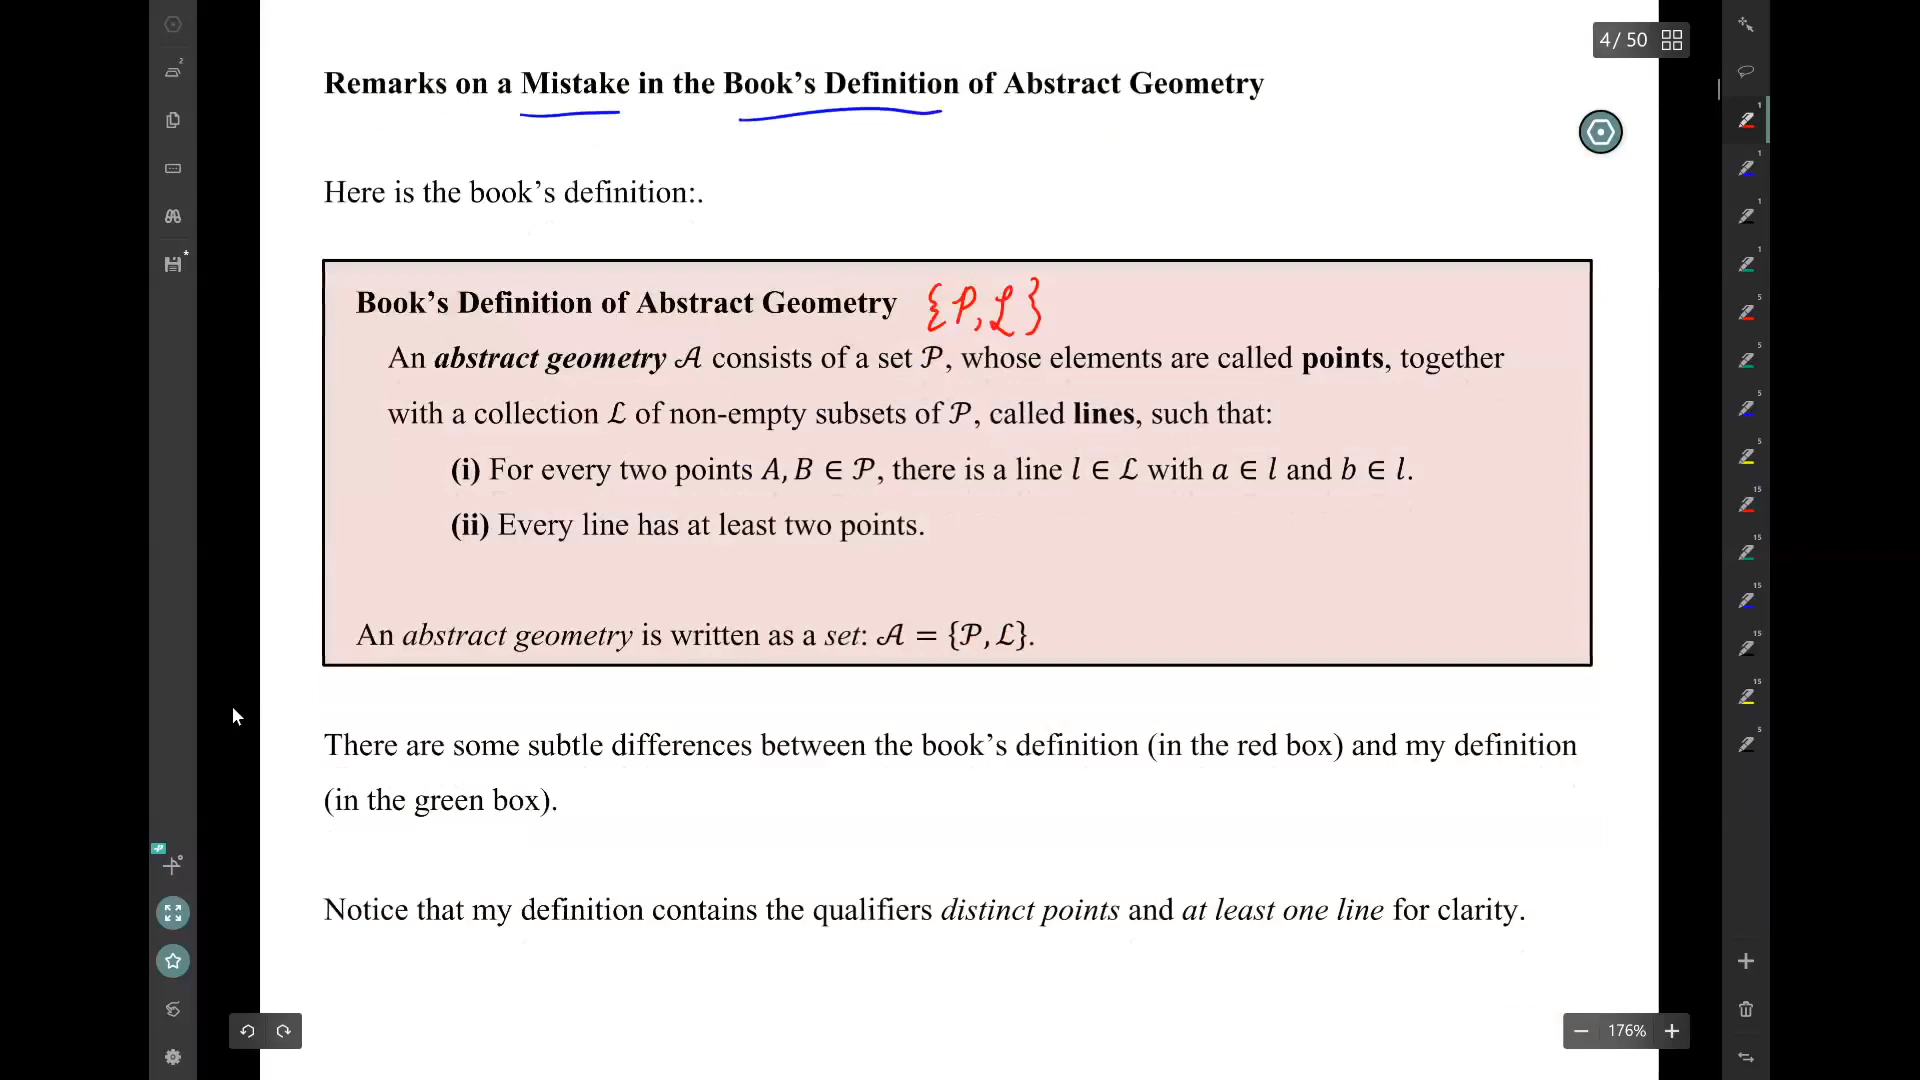 4 / 50
Remarks on a Mistake in the Book’s Definition of Abstract Geometry
Here is the book’s definition:.
Book’s Definition of Abstract Geometry {𝒫, ℒ}
An abstract geometry 𝒜 consists of a set 𝒫, whose elements are called points, together
with a collection ℒ of non-empty subsets of 𝒫, called lines, such that:
(i) For every two points A, B ∈ 𝒫, there is a line l ∈ ℒ with a ∈ l and b ∈ l.
(ii) Every line has at least two points.
An abstract geometry is written as a set: 𝒜 = {𝒫, ℒ}.
There are some subtle differences between the book’s definition (in the red box) and my definition
(in the green box).
Notice that my definition contains the qualifiers distinct points and at least one line for clarity.
176%